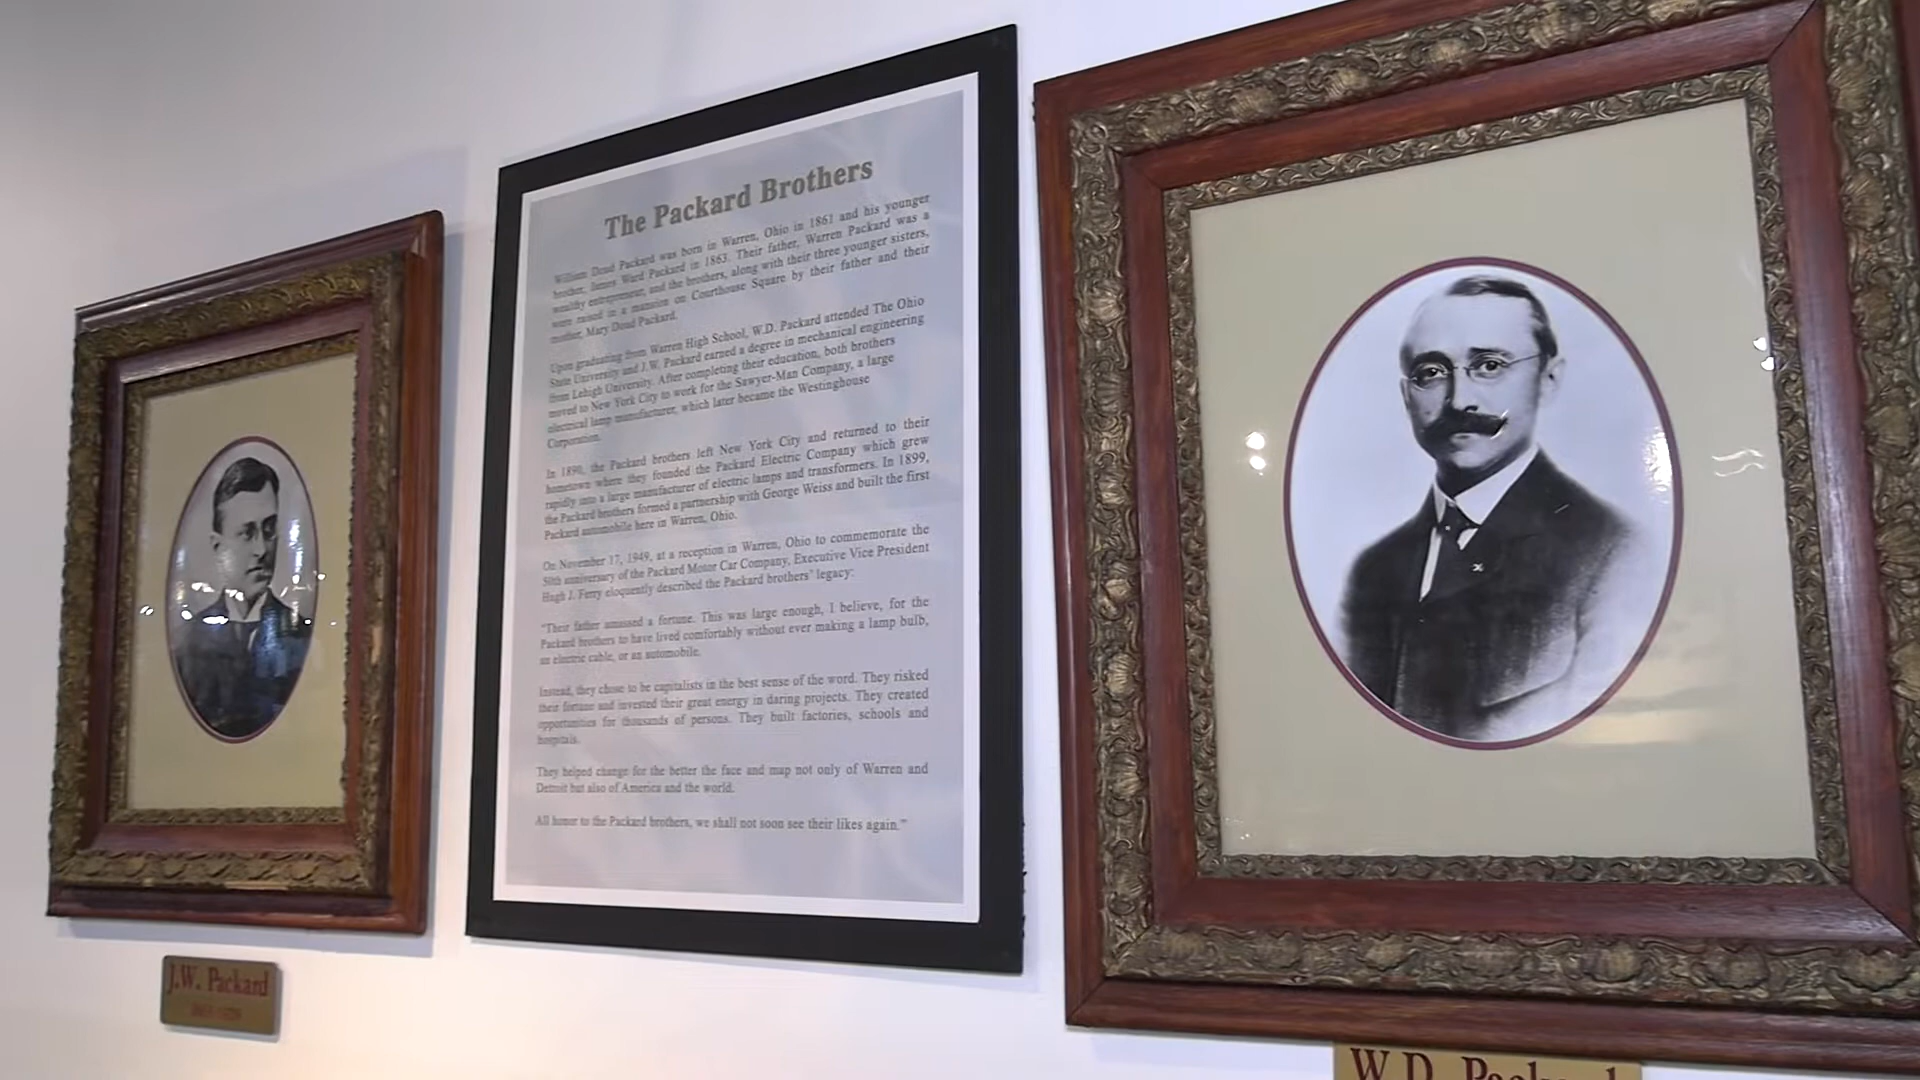 The Packard Brothers
William Doud Packard was born in Warren, Ohio in 1861 and his younger
brother, James Ward Packard in 1863. Their father, Warren Packard was a
wealthy entrepreneur, and the brothers, along with their three younger sisters,
were raised in a mansion on Courthouse Square by their father and their
mother, Mary Doud Packard.
Upon graduating from Warren High School, W.D. Packard attended The Ohio
State University and J.W. Packard earned a degree in mechanical engineering
from Lehigh University. After completing their education, both brothers
moved to New York City to work for the Sawyer-Man Company, a large
electrical lamp manufacturer, which later became the Westinghouse
Corporation.
In 1890, the Packard brothers left New York City and returned to their
hometown where they founded the Packard Electric Company which grew
rapidly into a large manufacturer of electric lamps and transformers. In 1899,
the Packard brothers formed a partnership with George Weiss and built the first
Packard automobile here in Warren, Ohio.
On November 17, 1949, at a reception in Warren, Ohio to commemorate the
50th anniversary of the Packard Motor Car Company, Executive Vice President
Hugh J. Ferry eloquently described the Packard brothers' legacy:
"Their father amassed a fortune. This was large enough, I believe, for the
Packard brothers to have lived comfortably without ever making a lamp bulb,
an electric cable, or an automobile.
Instead, they chose to be capitalists in the best sense of the word. They risked
their fortune and invested their great energy in daring projects. They created
opportunities for thousands of persons. They built factories, schools and
hospitals.
They helped change for the better the face and map not only of Warren and
Detroit but also of America and the world.
All honor to the Packard brothers, we shall not soon see their likes again."
J.W. Packard
W.D. Packard